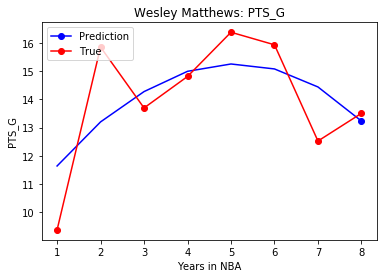 Wesley Matthews: PTS_G
Prediction
True
PTS_G
16
15
14
13
12
11
10
1 2 3 4 5 6 7 8
Years in NBA